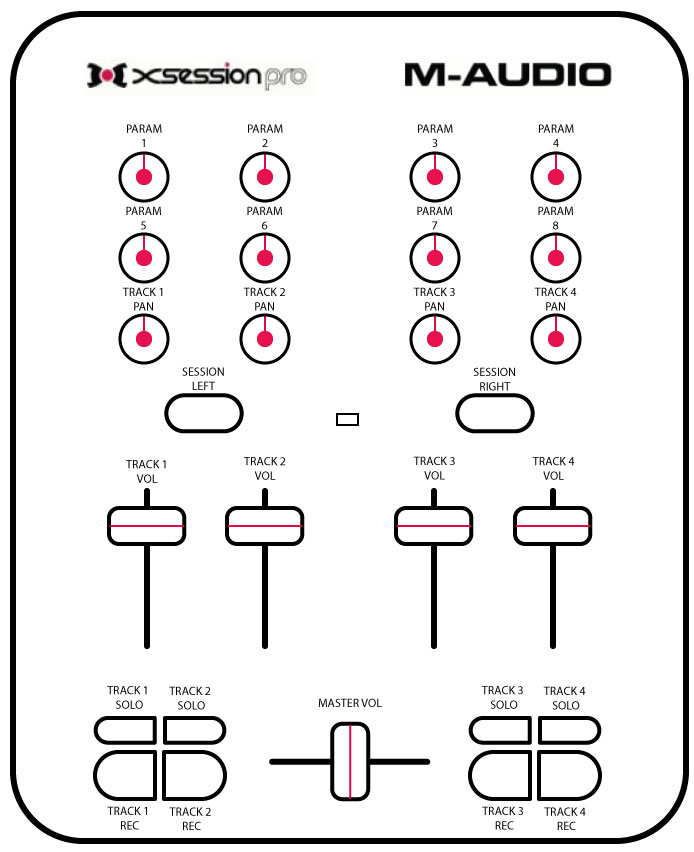 xsession pro M-AUDIO
PARAM PARAM PARAM PARAM
1 2 3 4
PARAM PARAM PARAM PARAM
5 6 7 8
TRACK 1 TRACK 2 TRACK 3 TRACK 4
PAN PAN PAN PAN
SESSION SESSION
LEFT RIGHT
TRACK 1 TRACK 2 TRACK 3 TRACK 4
VOL VOL VOL VOL
TRACK 1 TRACK 2 TRACK 3 TRACK 4
SOLO SOLO SOLO SOLO
MASTER VOL
TRACK 1 TRACK 2 TRACK 3 TRACK 4
REC REC REC REC